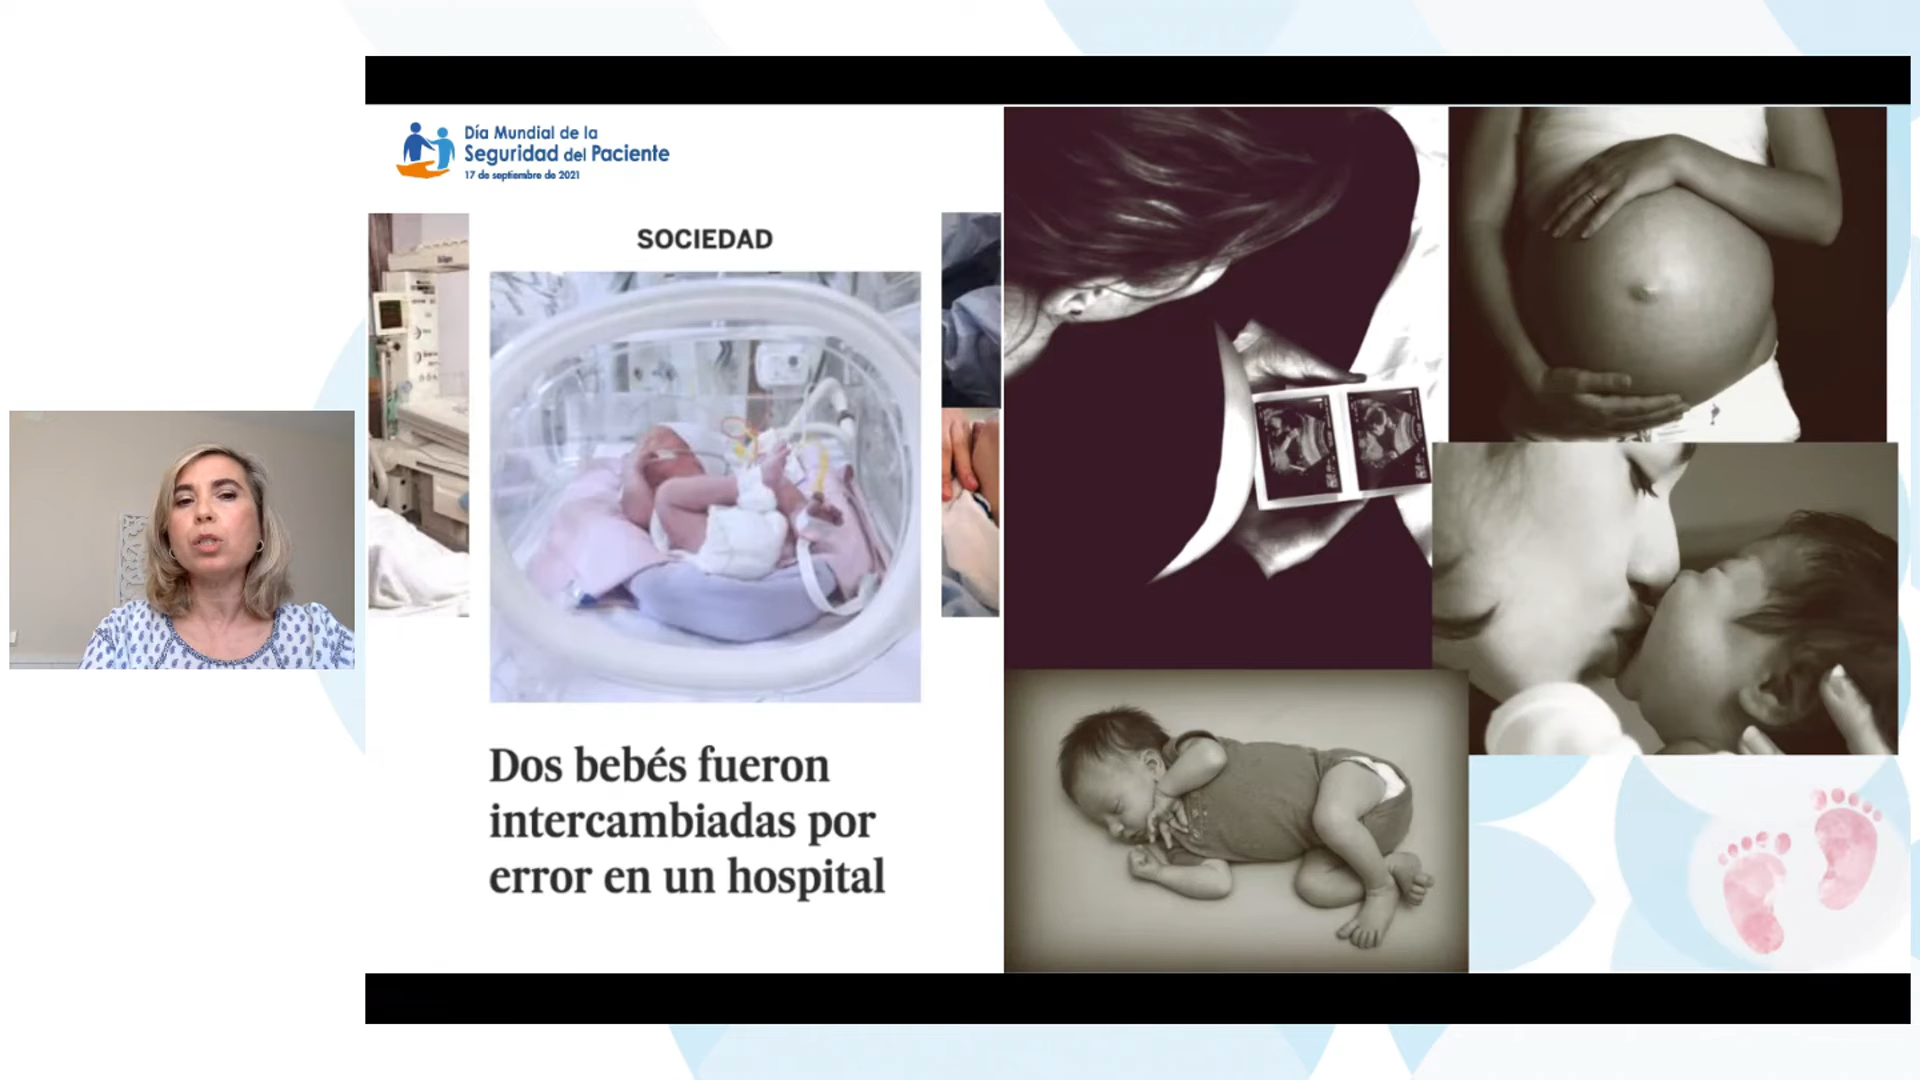 Día Mundial de la
Seguridad del Paciente
17 de septiembre de 2021
SOCIEDAD
Dos bebés fueron
intercambiadas por
error en un hospital